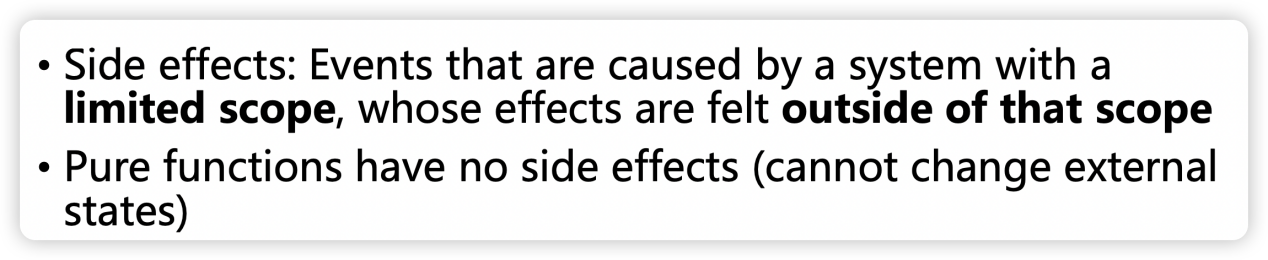 • Side effects: Events that are caused by a system with a
limited scope, whose effects are felt outside of that scope
• Pure functions have no side effects (cannot change external
states)